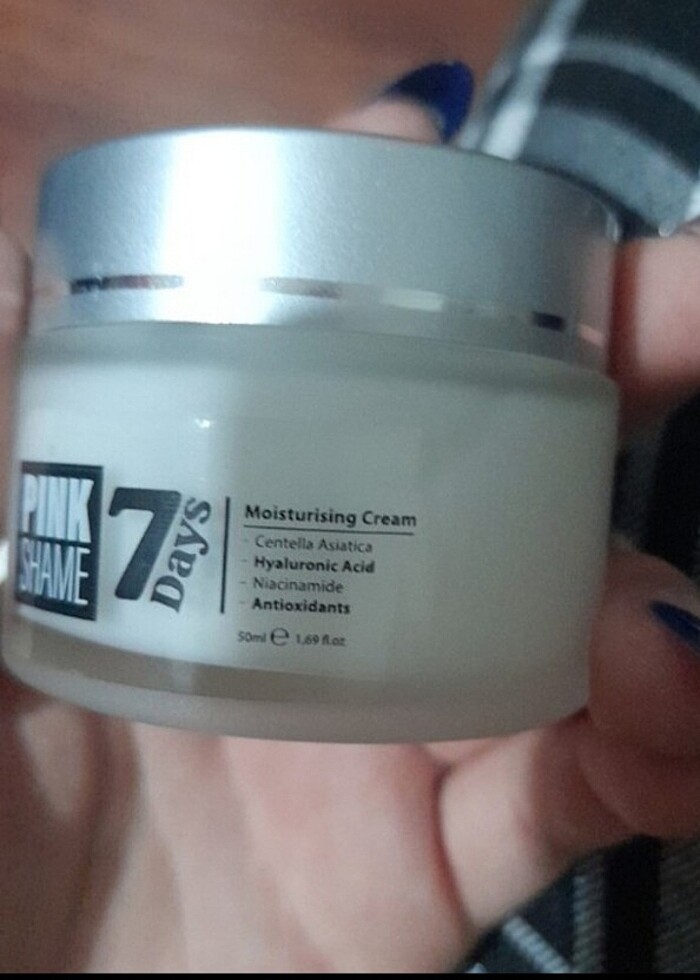 PINK
SHAME
7
Days
Moisturising Cream
- Centella Asiatica
- Hyaluronic Acid
- Niacinamide
- Antioxidants
50ml ℮ 1,69 fl.oz